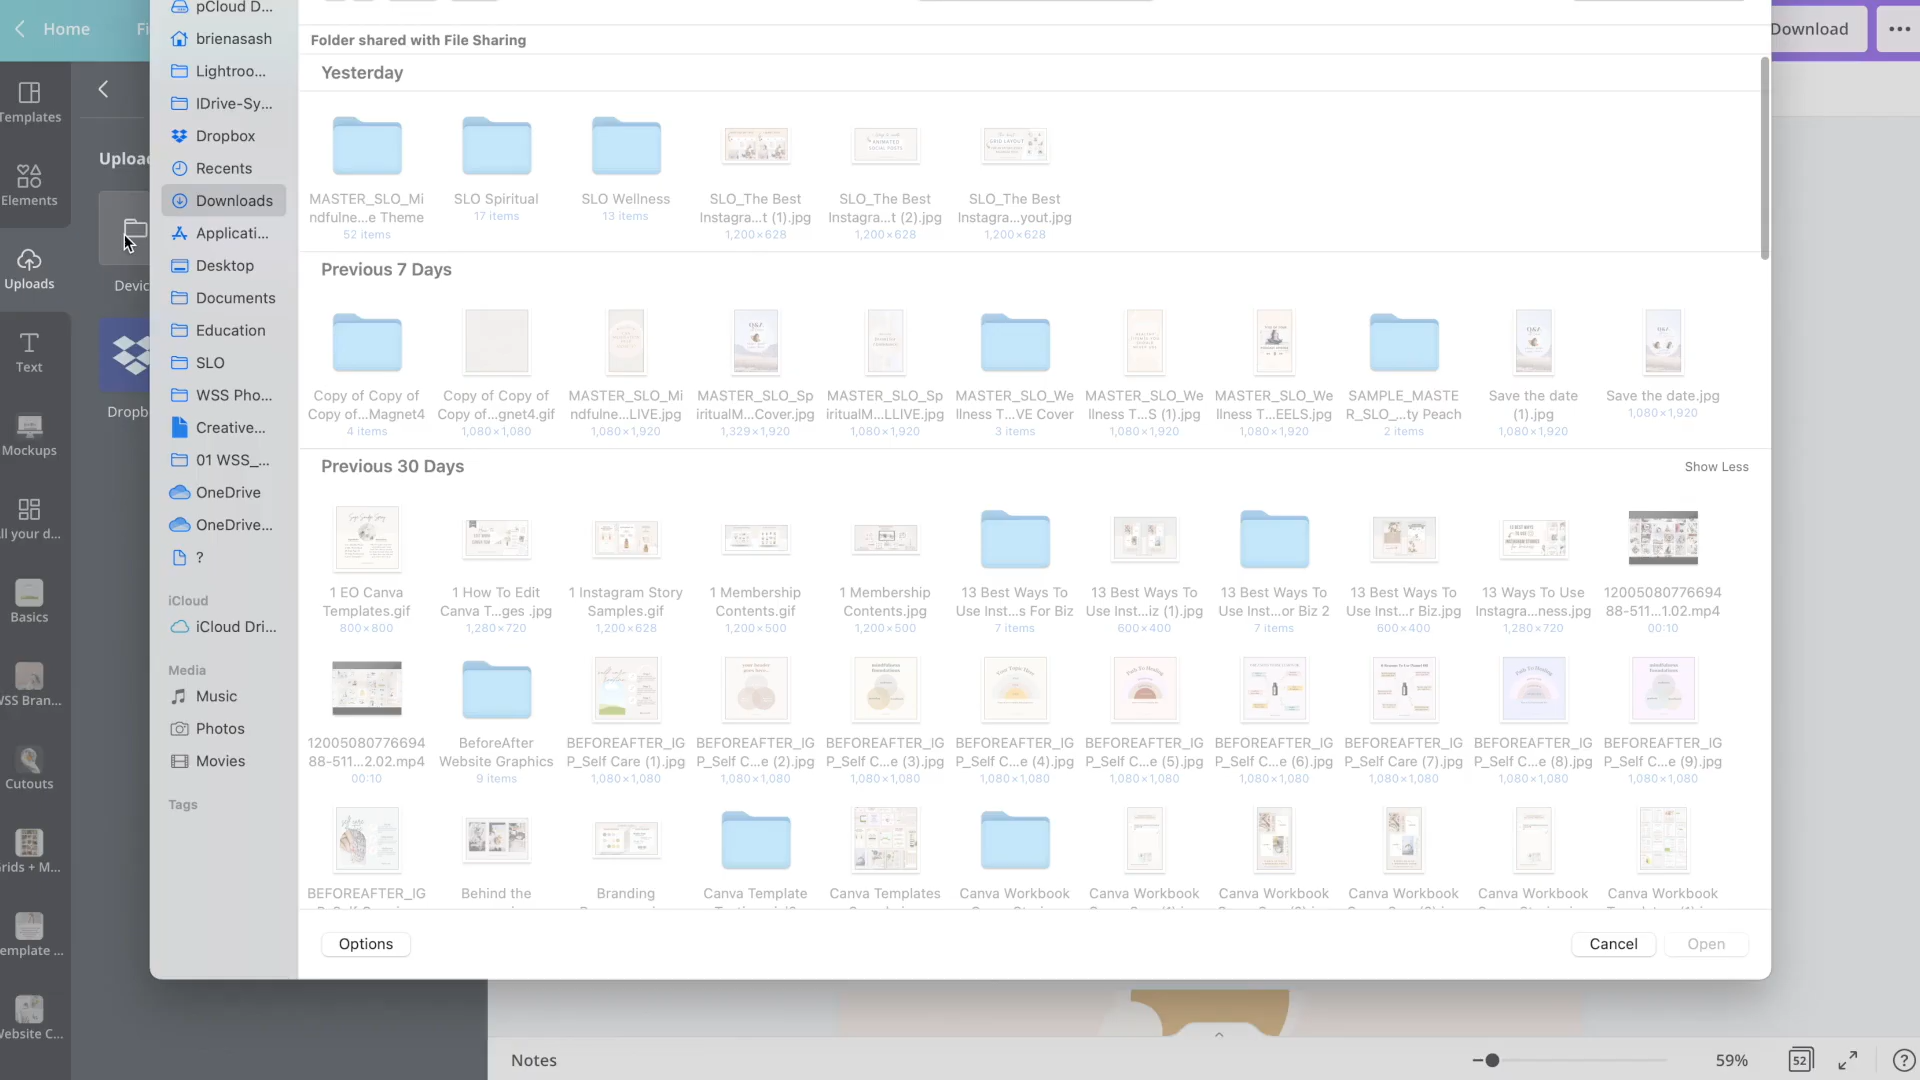 Home
Download
Templates
Elements
Uploads
Text
Mockups
ll your d...
Basics
WSS Bran...
Cutouts
rids + M...
emplate ...
Website C...
Uploa
Devic
Dropb
pCloud D...
brienasash
Lightroo...
IDrive-Sy...
Dropbox
Recents
Downloads
Applicati...
Desktop
Documents
Education
SLO
WSS Pho...
Creative...
01 WSS_...
OneDrive
OneDrive...
?
iCloud
iCloud Dri...
Media
Music
Photos
Movies
Tags
Folder shared with File Sharing
Yesterday
MASTER_SLO_Mi
ndfulne...e Theme
52 items
SLO Spiritual
17 items
SLO Wellness
13 items
SLO_The Best
Instagra...t (1).jpg
1,200×628
SLO_The Best
Instagra...t (2).jpg
1,200×628
SLO_The Best
Instagra...yout.jpg
1,200×628
Previous 7 Days
Copy of Copy of
Copy of...Magnet4
4 items
Copy of Copy of
Copy of...gnet4.gif
1,080×1,080
MASTER_SLO_Mi
ndfulne...LIVE.jpg
1,080×1,920
MASTER_SLO_Sp
iritualM...Cover.jpg
1,329×1,920
MASTER_SLO_Sp
iritualM...LLIVE.jpg
1,080×1,920
MASTER_SLO_We
llness T...VE Cover
3 items
MASTER_SLO_We
llness T...S (1).jpg
1,080×1,920
MASTER_SLO_We
llness T...EELS.jpg
1,080×1,920
SAMPLE_MASTE
R_SLO_...ty Peach
2 items
Save the date
(1).jpg
1,080×1,920
Save the date.jpg
1,080×1,920
Previous 30 Days
Show Less
1 EO Canva
Templates.gif
800×800
1 How To Edit
Canva T...ges .jpg
1,280×720
1 Instagram Story
Samples.gif
1,200×628
1 Membership
Contents.gif
1,200×500
1 Membership
Contents.jpg
1,200×500
13 Best Ways To
Use Inst...s For Biz
7 items
13 Best Ways To
Use Inst...iz (1).jpg
600×400
13 Best Ways To
Use Inst...or Biz 2
7 items
13 Best Ways To
Use Inst...r Biz.jpg
600×400
13 Ways To Use
Instagra...ness.jpg
1,280×720
12005080776694
88-511...1.02.mp4
00:10
12005080776694
88-511...2.02.mp4
00:10
BeforeAfter
Website Graphics
9 items
BEFOREAFTER_IG
P_Self Care (1).jpg
1,080×1,080
BEFOREAFTER_IG
P_Self C...e (2).jpg
1,080×1,080
BEFOREAFTER_IG
P_Self C...e (3).jpg
1,080×1,080
BEFOREAFTER_IG
P_Self C...e (4).jpg
1,080×1,080
BEFOREAFTER_IG
P_Self C...e (5).jpg
1,080×1,080
BEFOREAFTER_IG
P_Self C...e (6).jpg
1,080×1,080
BEFOREAFTER_IG
P_Self Care (7).jpg
1,080×1,080
BEFOREAFTER_IG
P_Self C...e (8).jpg
1,080×1,080
BEFOREAFTER_IG
P_Self C...e (9).jpg
1,080×1,080
BEFOREAFTER_IG
Behind the
Branding
Canva Template
Canva Templates
Canva Workbook
Canva Workbook
Canva Workbook
Canva Workbook
Canva Workbook
Canva Workbook
Options
Cancel
Open
Notes
59%
52
?